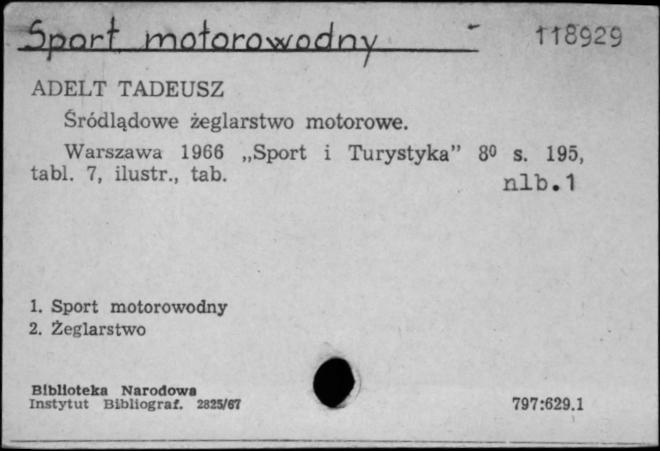 Sport motorowodny 118929
ADELT TADEUSZ
Śródlądowe żeglarstwo motorowe.
Warszawa 1966 „Sport i Turystyka” 8⁰ s. 195,
tabl. 7, ilustr., tab.
nlb.1
1. Sport motorowodny
2. Żeglarstwo
Biblioteka Narodowa
Instytut Bibliograf. 2825/67 797:629.1